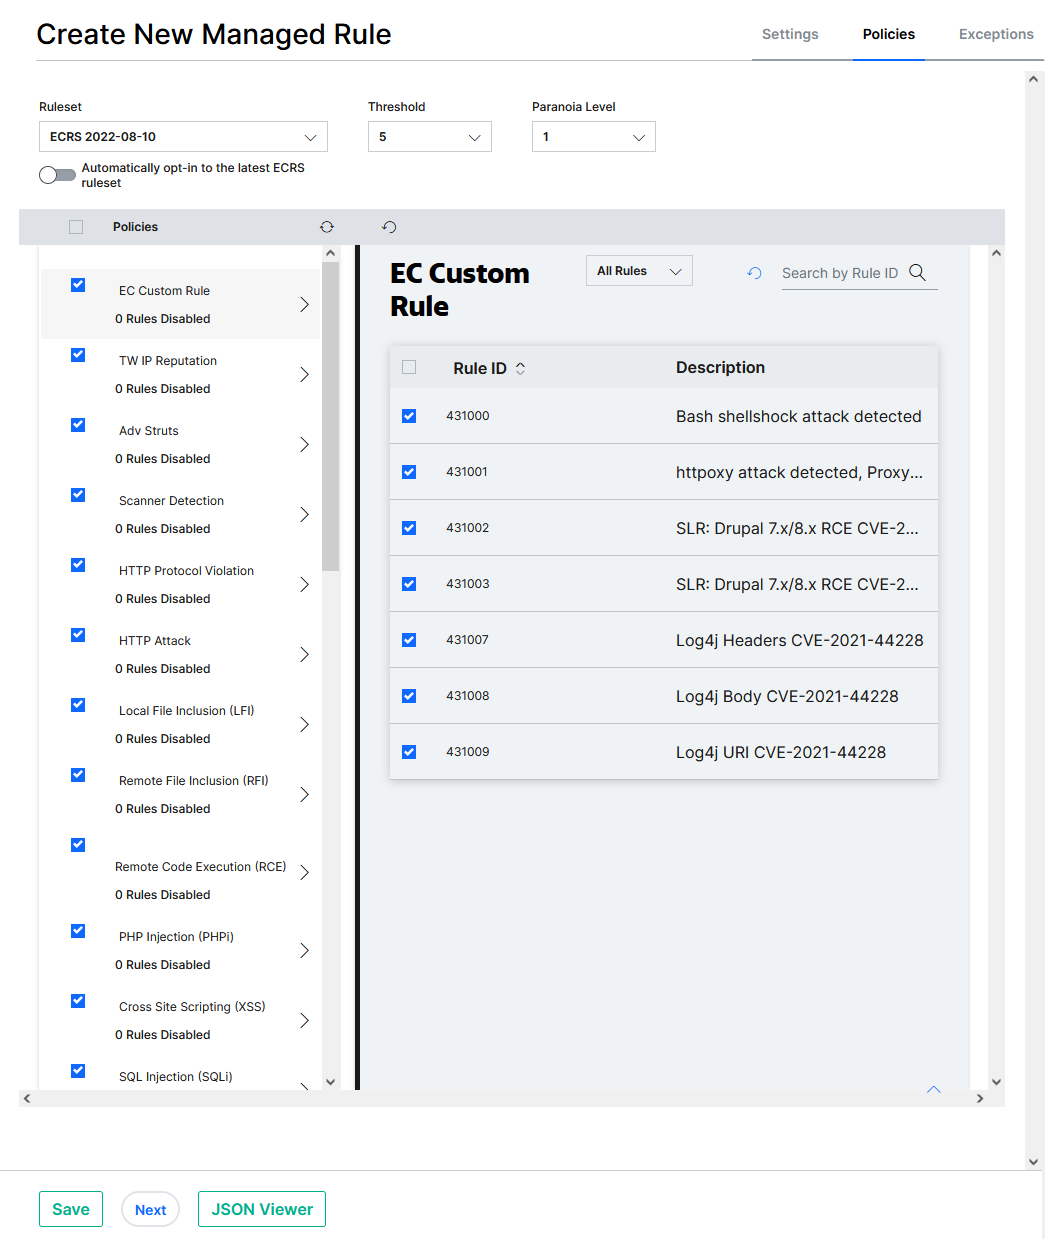 Create New Managed Rule
Settings
Policies
Exceptions
Ruleset
Threshold
Paranoia Level
ECRS 2022-08-10
5
1
Automatically opt-in to the latest ECRS
ruleset
Policies
EC Custom Rule
0 Rules Disabled
TW IP Reputation
0 Rules Disabled
Adv Struts
0 Rules Disabled
Scanner Detection
0 Rules Disabled
HTTP Protocol Violation
0 Rules Disabled
HTTP Attack
0 Rules Disabled
Local File Inclusion (LFI)
0 Rules Disabled
Remote File Inclusion (RFI)
0 Rules Disabled
Remote Code Execution (RCE)
0 Rules Disabled
PHP Injection (PHPi)
0 Rules Disabled
Cross Site Scripting (XSS)
0 Rules Disabled
SQL Injection (SQLi)
EC Custom
Rule
All Rules
Search by Rule ID
Rule ID Description
431000 Bash shellshock attack detected
431001 httpoxy attack detected, Proxy...
431002 SLR: Drupal 7.x/8.x RCE CVE-2...
431003 SLR: Drupal 7.x/8.x RCE CVE-2...
431007 Log4j Headers CVE-2021-44228
431008 Log4j Body CVE-2021-44228
431009 Log4j URI CVE-2021-44228
Save
Next
JSON Viewer